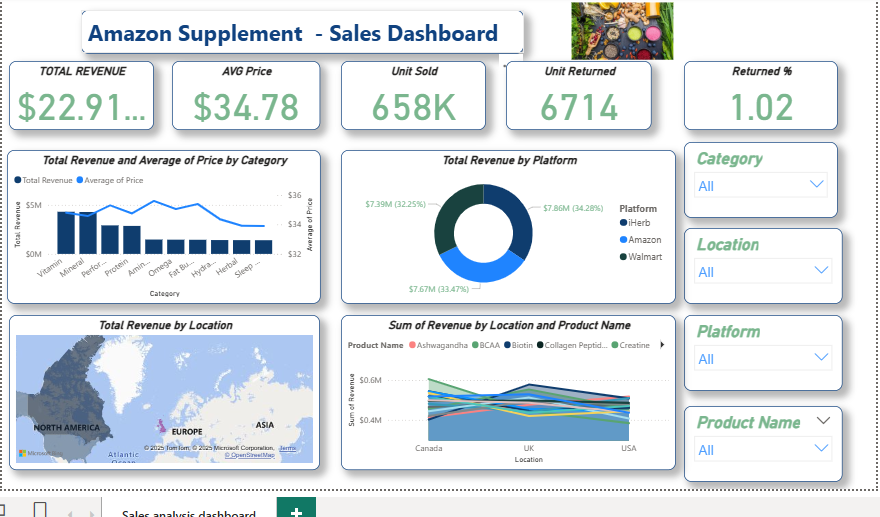 Amazon Supplement - Sales Dashboard
TOTAL REVENUE
$22.91...
AVG Price
$34.78
Unit Sold
658K
Unit Returned
6714
Returned %
1.02
Total Revenue and Average of Price by Category
Total Revenue
Average of Price
Total Revenue
$5M
$0M
$36
$34
$32
Average of Price
Vitamin
Mineral
Perfor...
Protein
Amin...
Omega
Fat Bu...
Hydra...
Herbal
Sleep ...
Category
Total Revenue by Platform
$7.39M (32.25%)
$7.86M (34.28%)
$7.67M (33.47%)
Platform
iHerb
Amazon
Walmart
Category
All
Location
All
Platform
All
Product Name
All
Total Revenue by Location
NORTH AMERICA
EUROPE
ASIA
Atlantic
© 2025 TomTom, © 2025 Microsoft Corporation, Terms
© OpenStreetMap
Sum of Revenue by Location and Product Name
Product Name
Ashwagandha
BCAA
Biotin
Collagen Peptid...
Creatine
Sum of Revenue
$0.6M
$0.4M
Canada
UK
USA
Location
Sales analysis dashboard
+